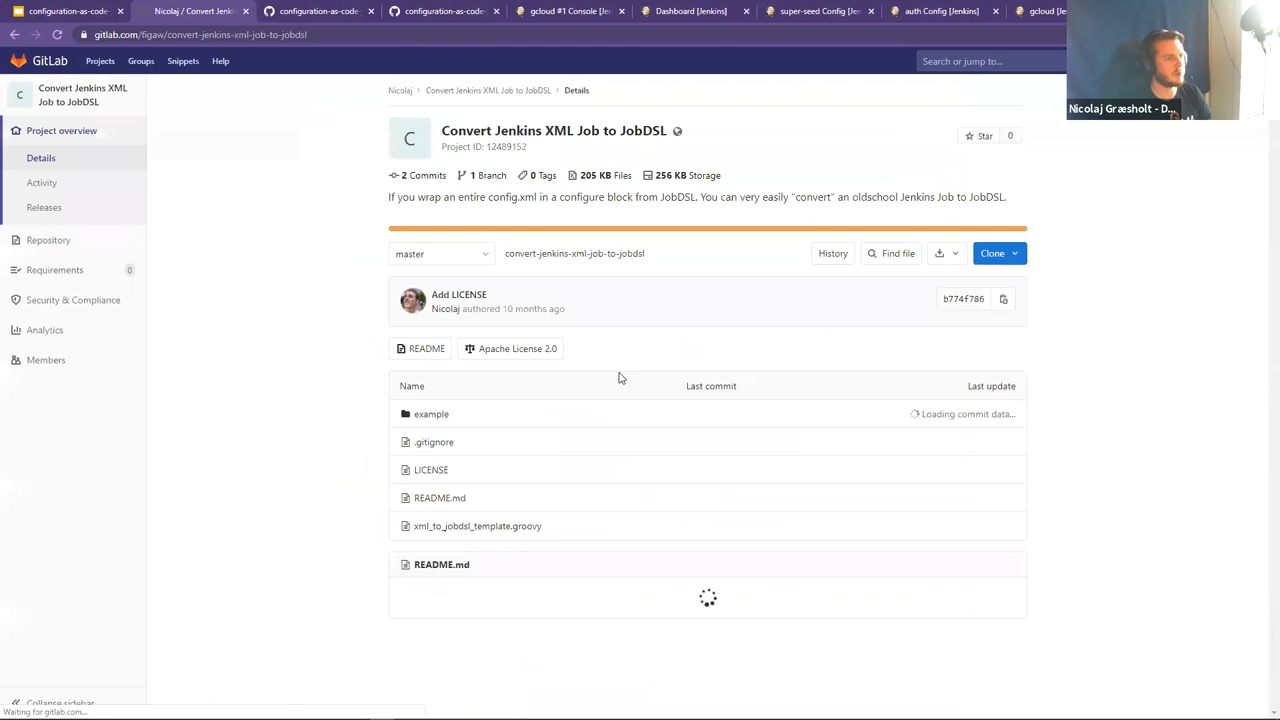 configuration-as-code_
Nicolaj / Convert Jenk
configuration-as-code_
configuration-as-code_
gcloud #1 Console [Jen
Dashboard [Jenkins]
super-seed Config [Jen
auth Config [Jenkins]
gcloud [Je
gitlab.com/figaw/convert-jenkins-xml-job-to-jobdsl
GitLab
Projects
Groups
Snippets
Help
Search or jump to...
Nicolaj Græsholt - D...
C
Convert Jenkins XML
Job to JobDSL
Project overview
Details
Activity
Releases
Repository
Requirements
0
Security & Compliance
Analytics
Members
Collapse sidebar
Nicolaj > Convert Jenkins XML Job to JobDSL > Details
C
Convert Jenkins XML Job to JobDSL
Project ID: 12489152
Star
0
2 Commits
1 Branch
0 Tags
205 KB Files
256 KB Storage
If you wrap an entire config.xml in a configure block from JobDSL. You can very easily "convert" an oldschool Jenkins Job to JobDSL.
master
convert-jenkins-xml-job-to-jobdsl
History
Find file
Clone
Add LICENSE
Nicolaj authored 10 months ago
b774f786
README
Apache License 2.0
Name
Last commit
Last update
example
Loading commit data...
.gitignore
LICENSE
README.md
xml_to_jobdsl_template.groovy
README.md
Waiting for gitlab.com...